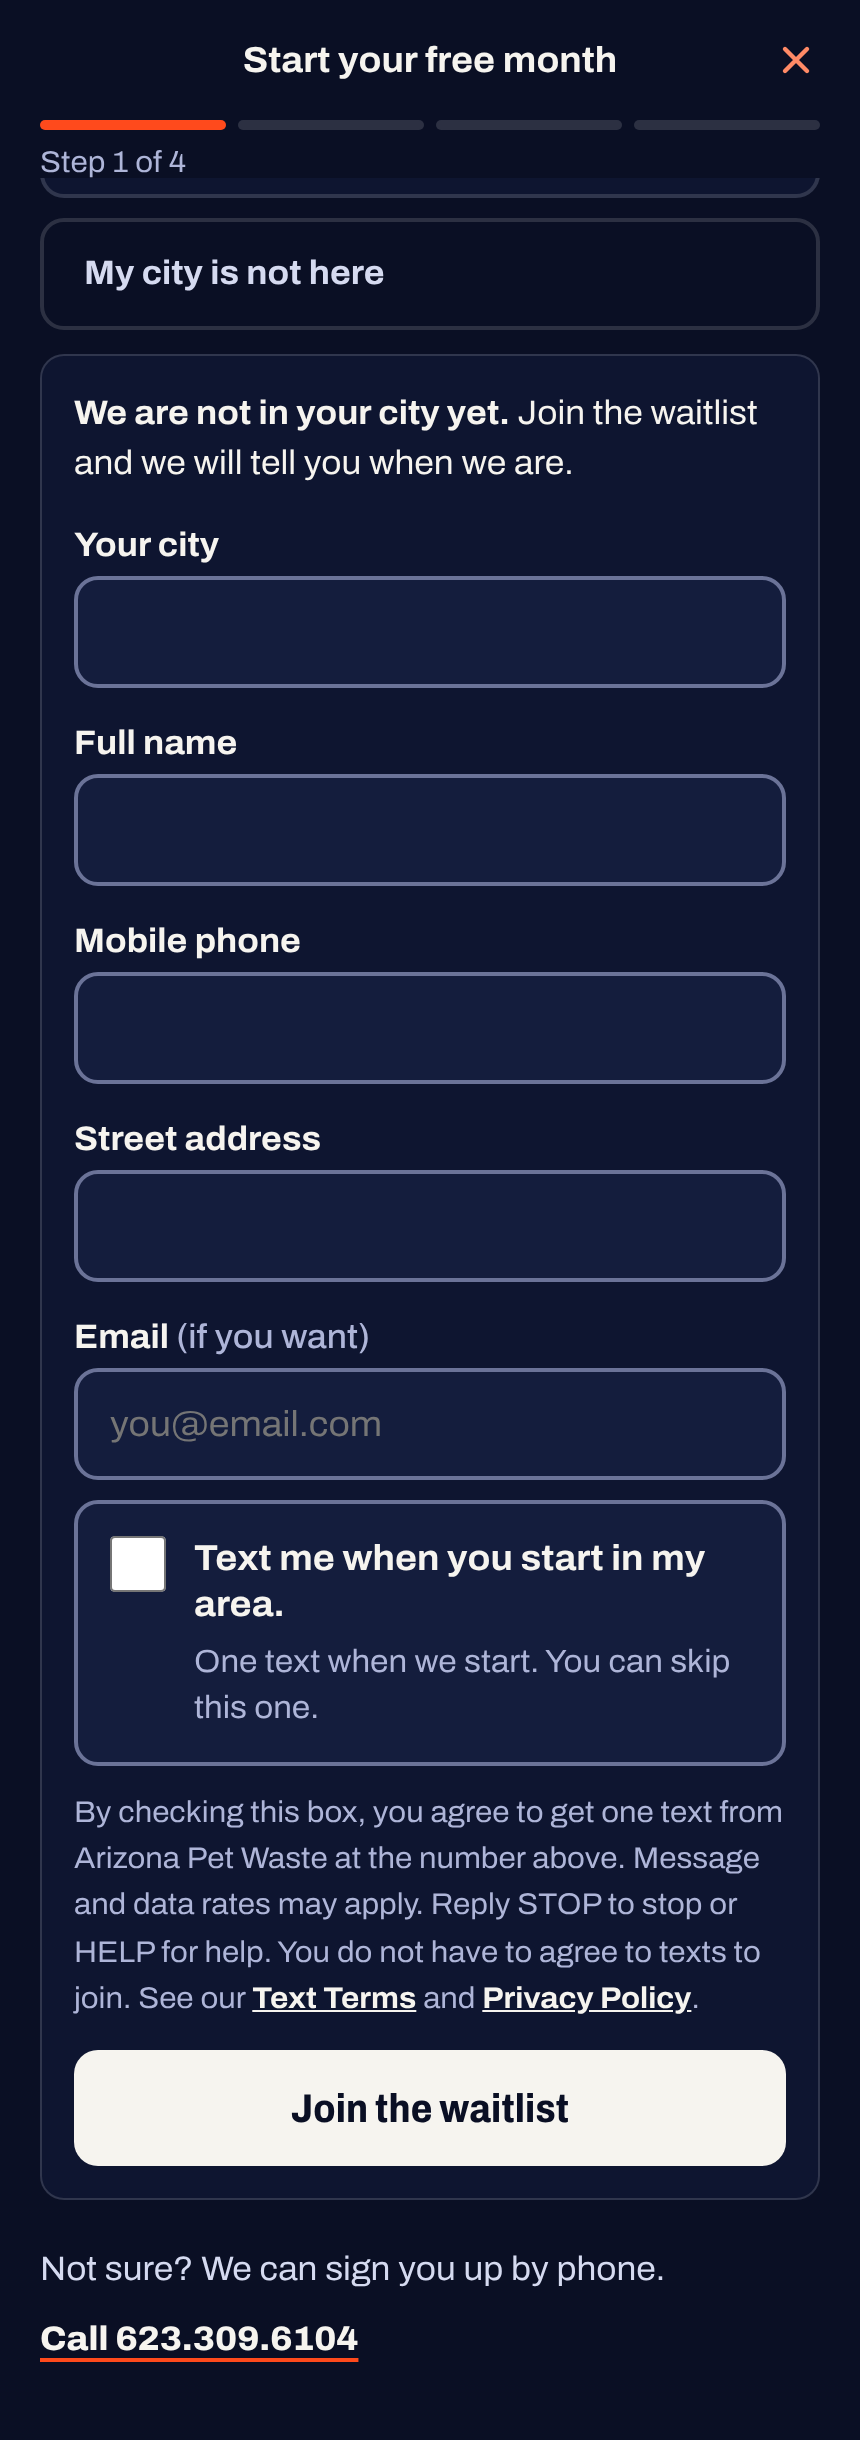 Start your free month
Step 1 of 4
My city is not here
We are not in your city yet. Join the waitlist
and we will tell you when we are.
Your city
Full name
Mobile phone
Street address
Email (if you want)
you@email.com
Text me when you start in my
area.
One text when we start. You can skip
this one.
By checking this box, you agree to get one text from
Arizona Pet Waste at the number above. Message
and data rates may apply. Reply STOP to stop or
HELP for help. You do not have to agree to texts to
join. See our Text Terms and Privacy Policy.
Join the waitlist
Not sure? We can sign you up by phone.
Call 623.309.6104